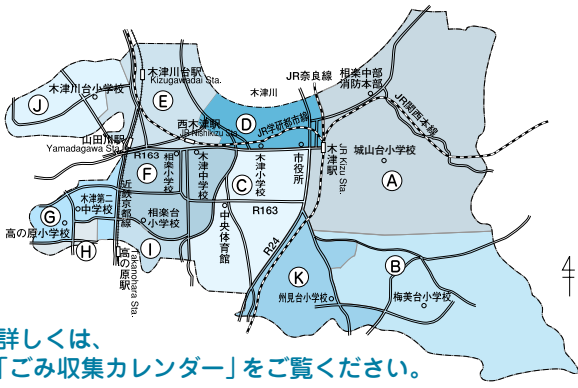 木津川台駅
Kizugawadai Sta.
木津川台小学校
J
E
木津川
JR奈良線
相楽中部
消防本部
JR関西本線
D
西木津駅
JR Nishikizu Sta.
JR学研都市線
山田川駅
Yamadagawa Sta.
R163
相楽小学校
木津中学校
木津小学校
市役所
木津駅
JR Kizu Sta.
城山台小学校
A
F
C
近鉄京都線
木津第二
中学校
G
高の原小学校
相楽台
小学校
R163
中央体育館
R24
H
I
高の原駅
Takanohara Sta.
B
K
州見台小学校
梅美台小学校
詳しくは、
「ごみ収集カレンダー」をご覧ください。